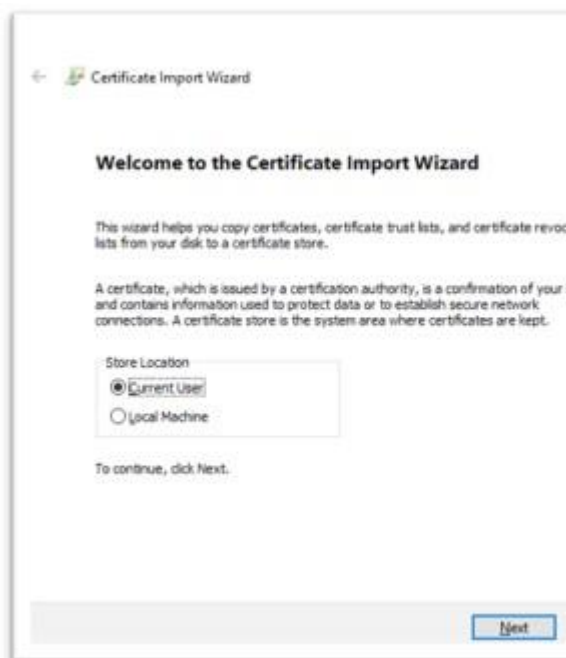 Certificate Import Wizard
Welcome to the Certificate Import Wizard
This wizard helps you copy certificates, certificate trust lists, and certificate revoc
lists from your disk to a certificate store.
A certificate, which is issued by a certification authority, is a confirmation of your
and contains information used to protect data or to establish secure network
connections. A certificate store is the system area where certificates are kept.
Store Location
Current User
Local Machine
To continue, click Next.
Next